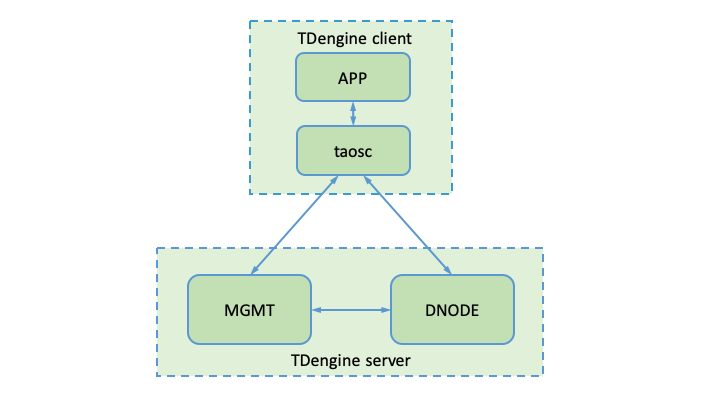 TDengine client
APP
taosc
MGMT
DNODE
TDengine server